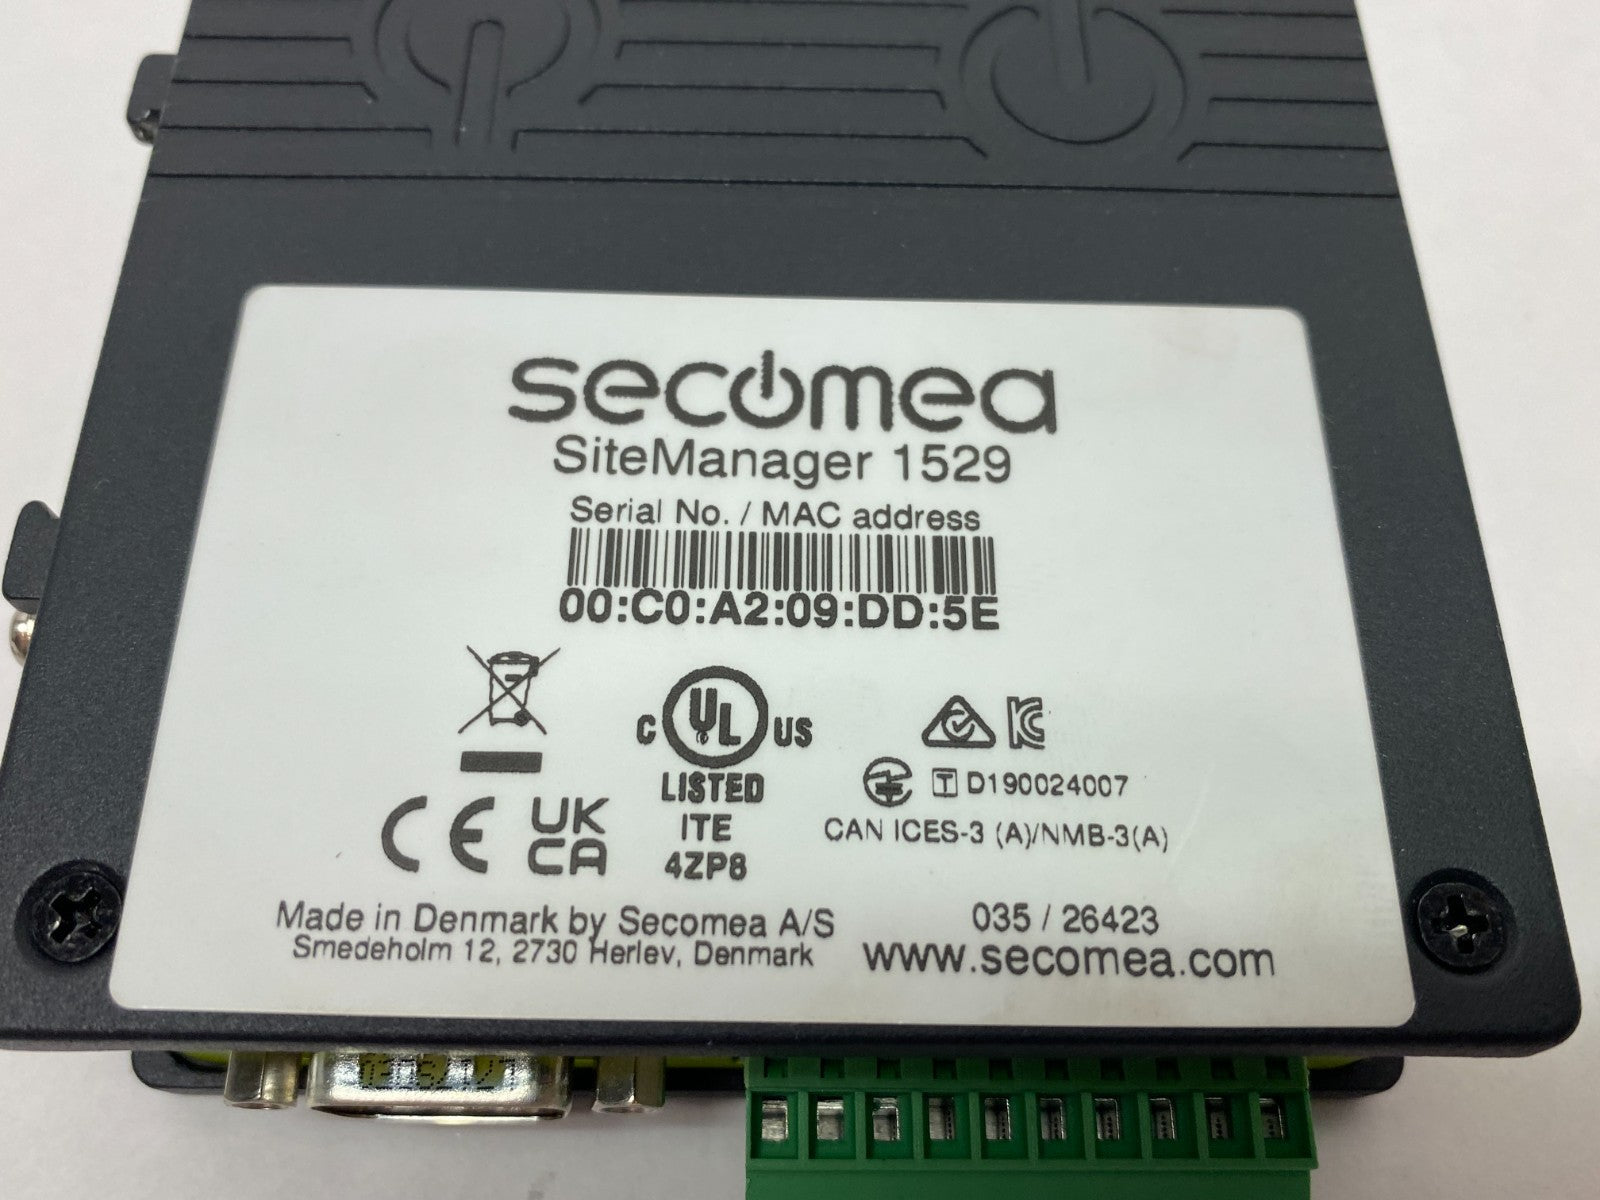 secomea
SiteManager 1529
Serial No. / MAC address
00:C0:A2:09:DD:5E
C UL US
LISTED
ITE
4ZP8
CE
UK
CA
KC
T D190024007
CAN ICES-3 (A)/NMB-3(A)
Made in Denmark by Secomea A/S
Smedeholm 12, 2730 Herlev, Denmark
035 / 26423
www.secomea.com